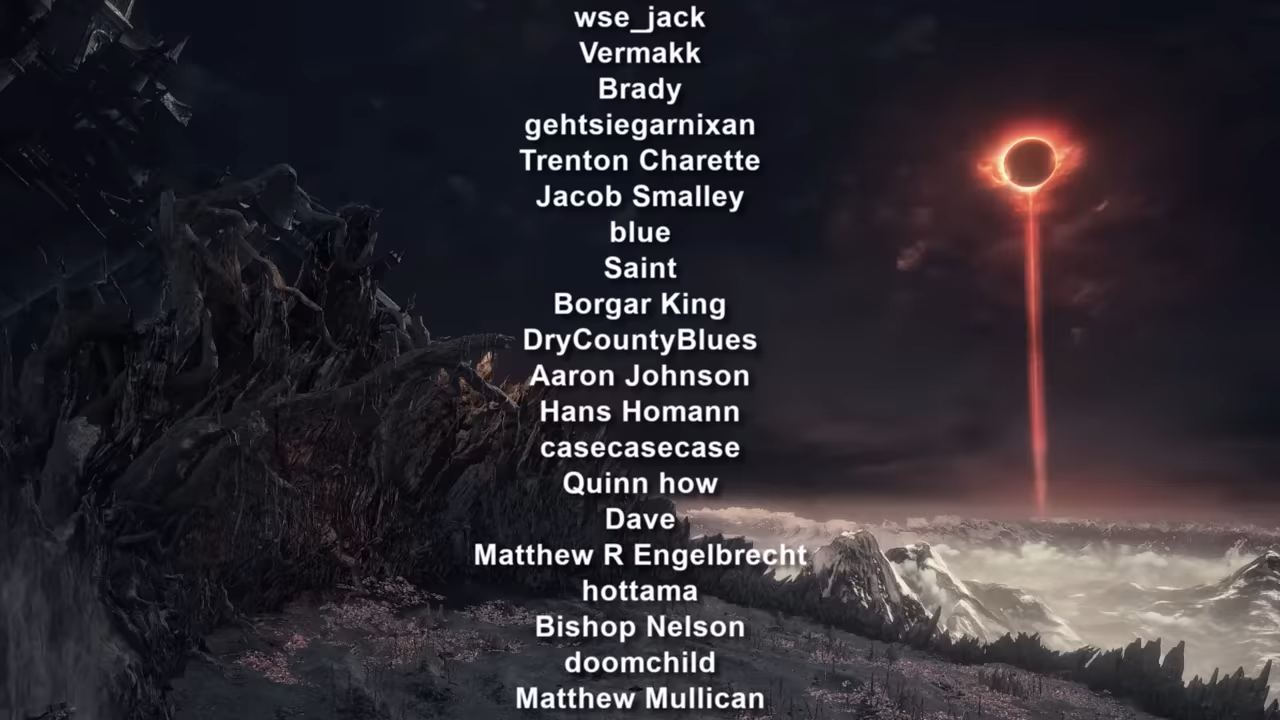 wse_jack
Vermakk
Brady
gehtsiegarnixan
Trenton Charette
Jacob Smalley
blue
Saint
Borgar King
DryCountyBlues
Aaron Johnson
Hans Homann
casecasecase
Quinn how
Dave
Matthew R Engelbrecht
hottama
Bishop Nelson
doomchild
Matthew Mullican